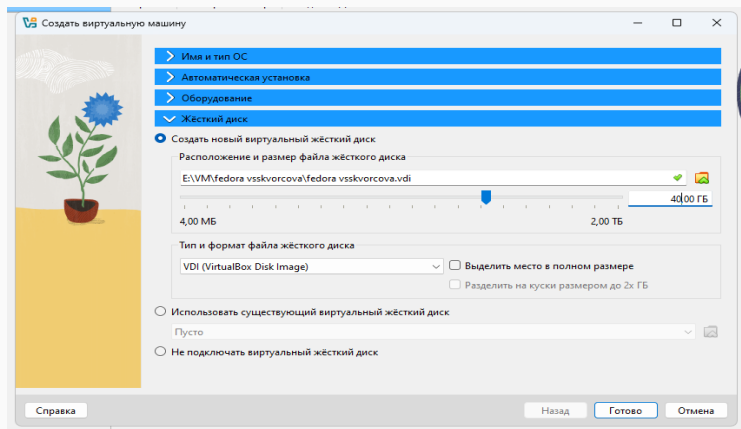 Создать виртуальную машину
Имя и тип ОС
Автоматическая установка
Оборудование
Жёсткий диск
Создать новый виртуальный жёсткий диск
Расположение и размер файла жёсткого диска
E:\VM\fedora vsskvorcova\fedora vsskvorcova.vdi
40,00 ГБ
4,00 МБ 2,00 ТБ
Тип и формат файла жёсткого диска
VDI (VirtualBox Disk Image) Выделить место в полном размере
Разделить на куски размером до 2х ГБ
Использовать существующий виртуальный жёсткий диск
Пусто
Не подключать виртуальный жёсткий диск
Справка Назад Готово Отмена